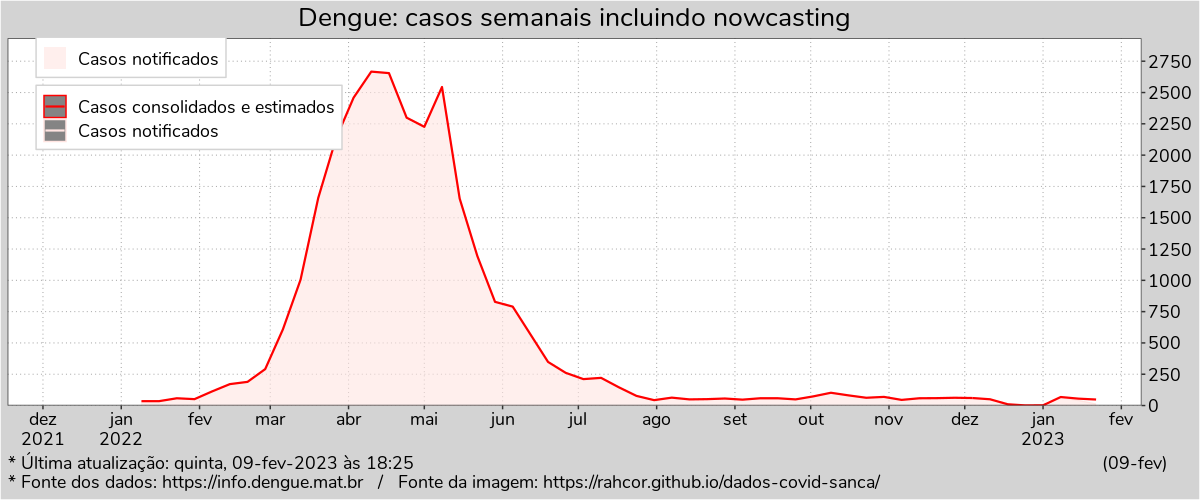 Dengue: casos semanais incluindo nowcasting
Casos notificados
Casos consolidados e estimados
Casos notificados
2750
2500
2250
2000
1750
1500
1250
1000
750
500
250
0
dez jan fev mar abr mai jun jul ago set out nov dez jan fev
2021 2022 2023
* Última atualização: quinta, 09-fev-2023 às 18:25 (09-fev)
* Fonte dos dados: https://info.dengue.mat.br / Fonte da imagem: https://rahcor.github.io/dados-covid-sanca/